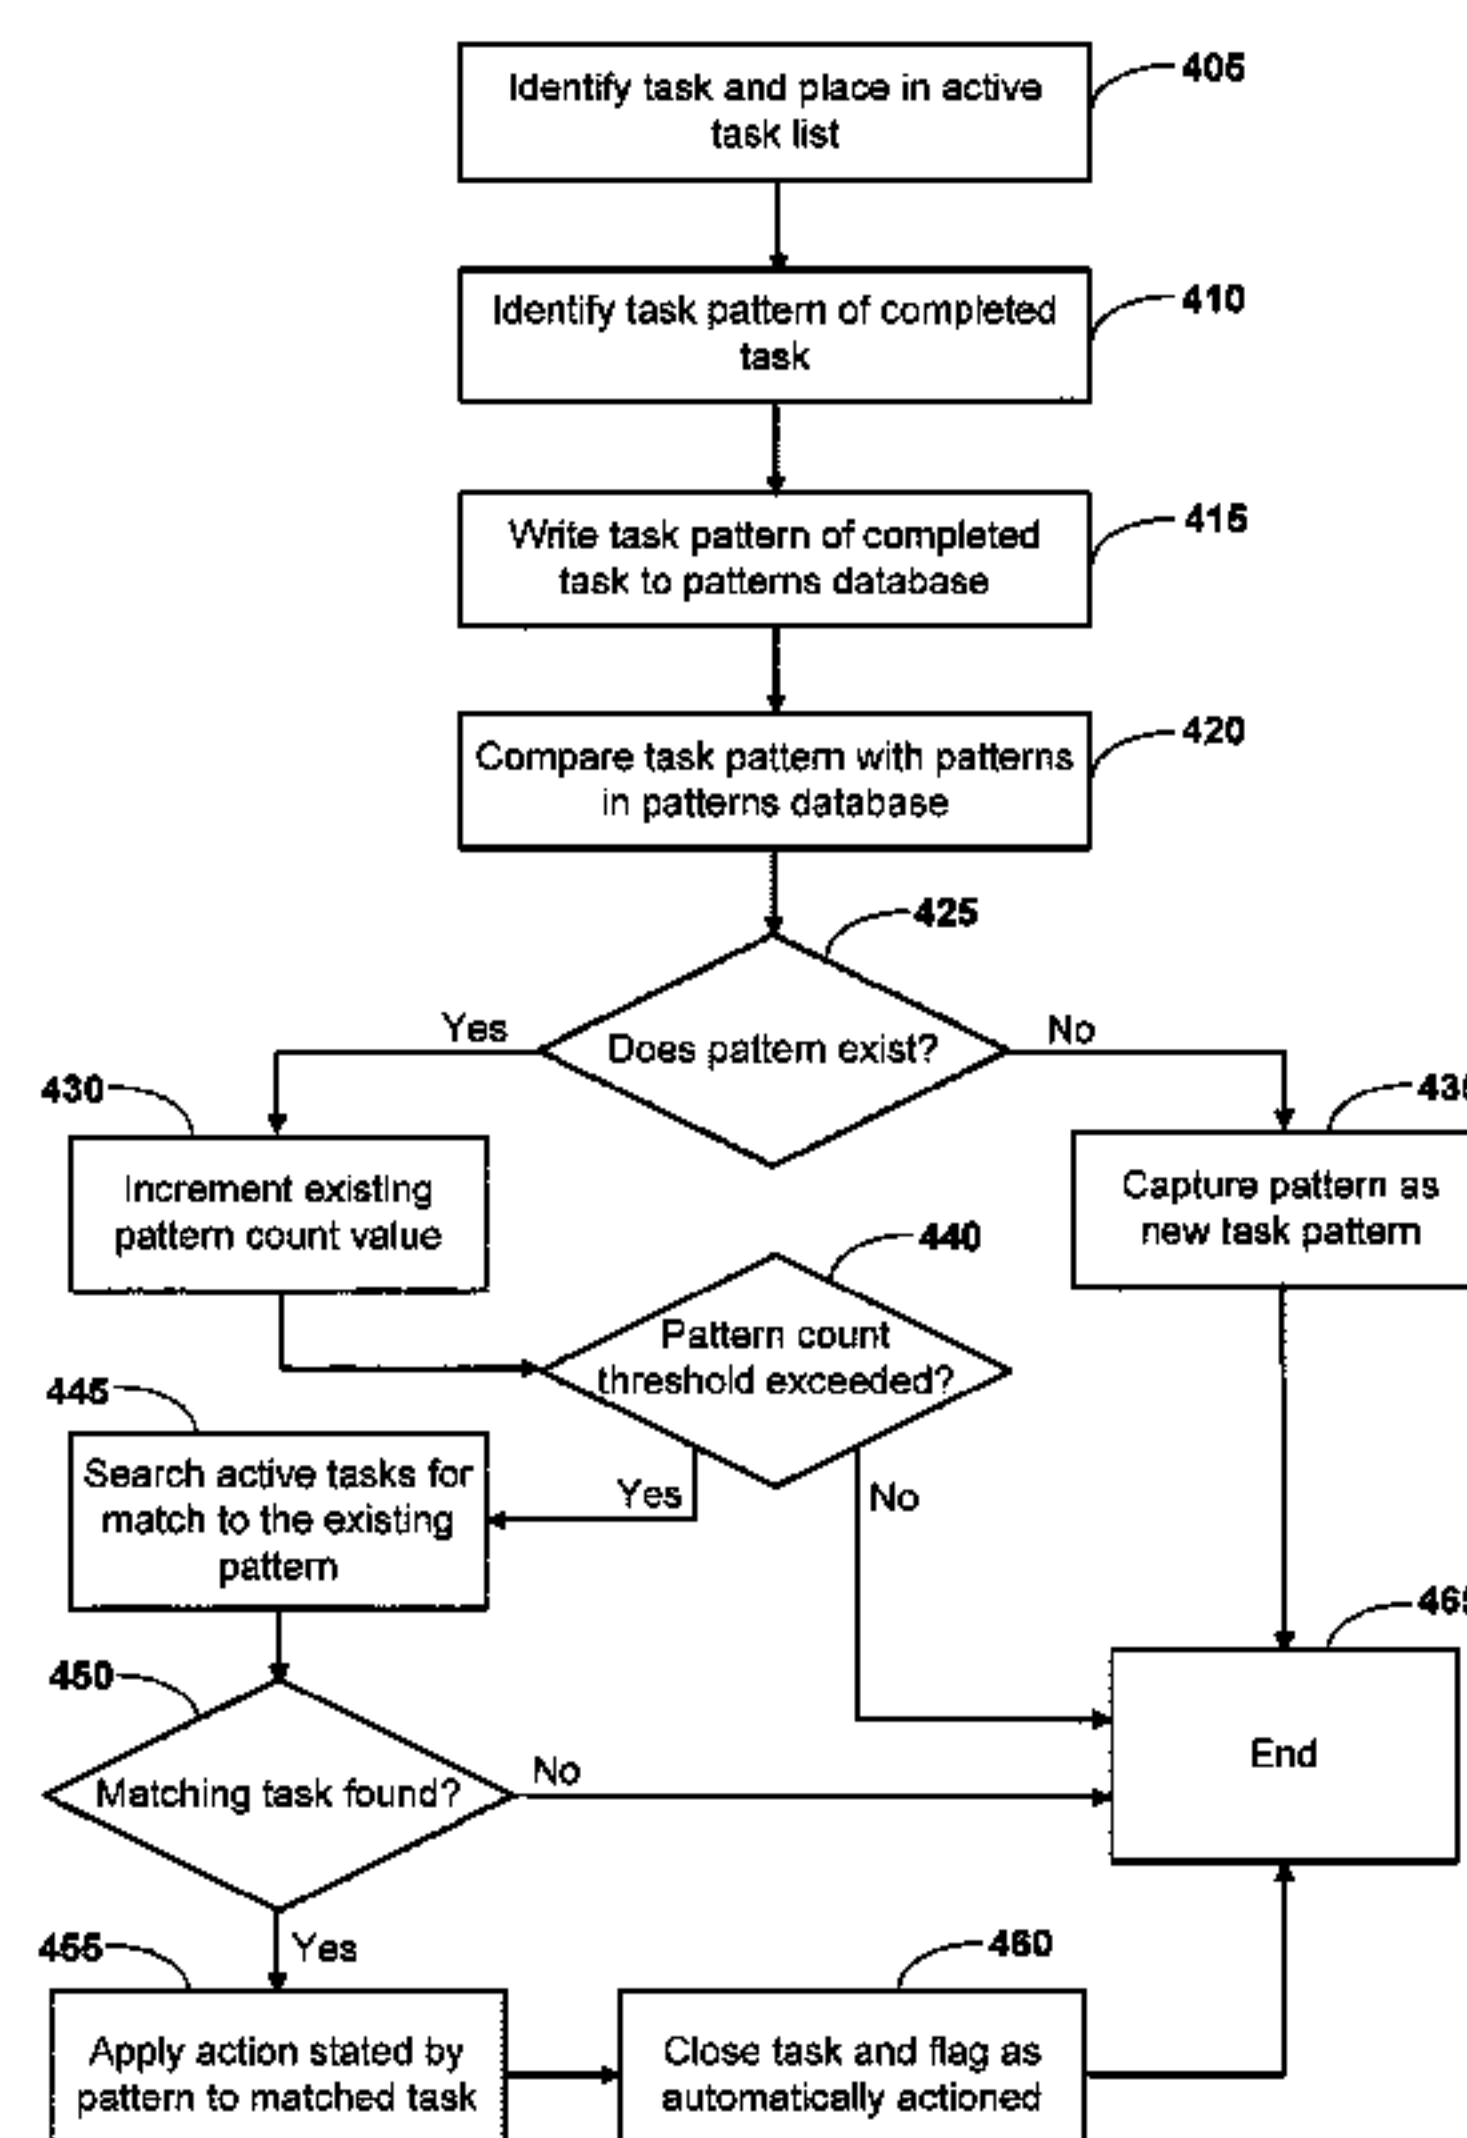 Identify task and place in active
task list
405
Identify task pattern of completed
task
410
Write task pattern of completed
task to patterns database
415
Compare task pattern with patterns
in patterns database
420
425
Does pattern exist?
Yes
No
430
Increment existing
pattern count value
Capture pattern as
new task pattern
440
Pattern count
threshold exceeded?
Yes
No
445
Search active tasks for
match to the existing
pattern
450
Matching task found?
No
Yes
End
455
Apply action stated by
pattern to matched task
460
Close task and flag as
automatically actioned